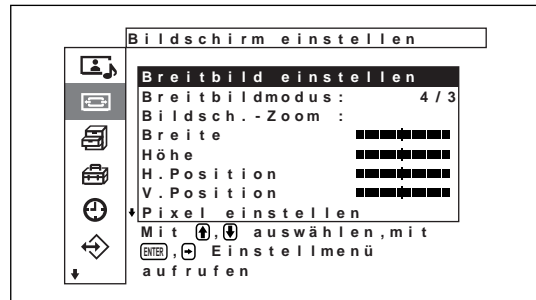 Bildschirm einstellen
Breitbild einstellen
Breitbildmodus: 4/3
Bildsch.-Zoom :
Breite
Höhe
H.Position
V.Position
Pixel einstellen
Mit ↑,↓ auswählen,mit
ENTER,→ Einstellmenü
aufrufen